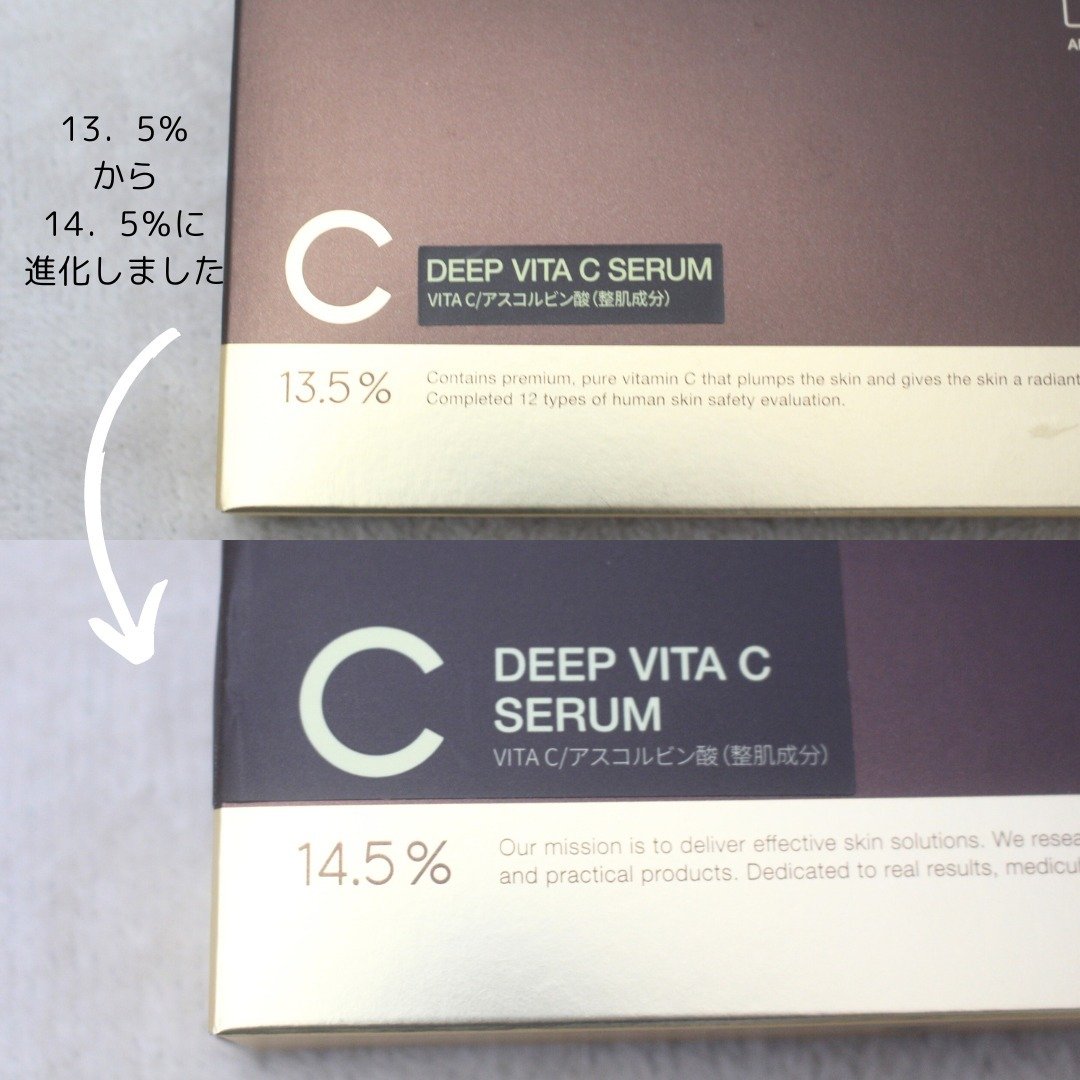 13. 5%
から
14. 5%に
進化しました
C
DEEP VITA C SERUM
VITA C/アスコルビン酸(整肌成分)
13.5%
Contains premium, pure vitamin C that plumps the skin and gives the skin a radiant
Completed 12 types of human skin safety evaluation.
C
DEEP VITA C
SERUM
VITA C/アスコルビン酸(整肌成分)
14.5%
Our mission is to deliver effective skin solutions. We
and practical products. Dedicated to real results,